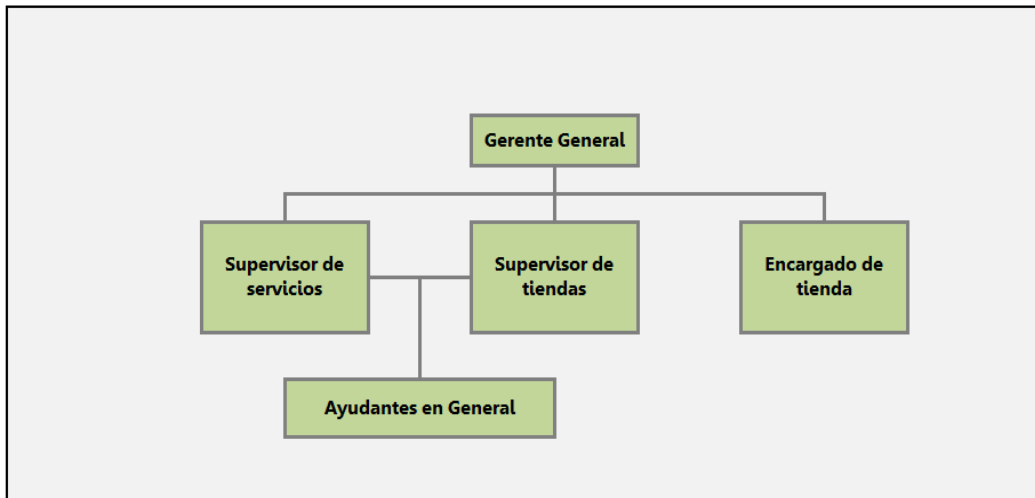 Gerente General
Supervisor de
servicios
Supervisor de
tiendas
Encargado de
tienda
Ayudantes en General